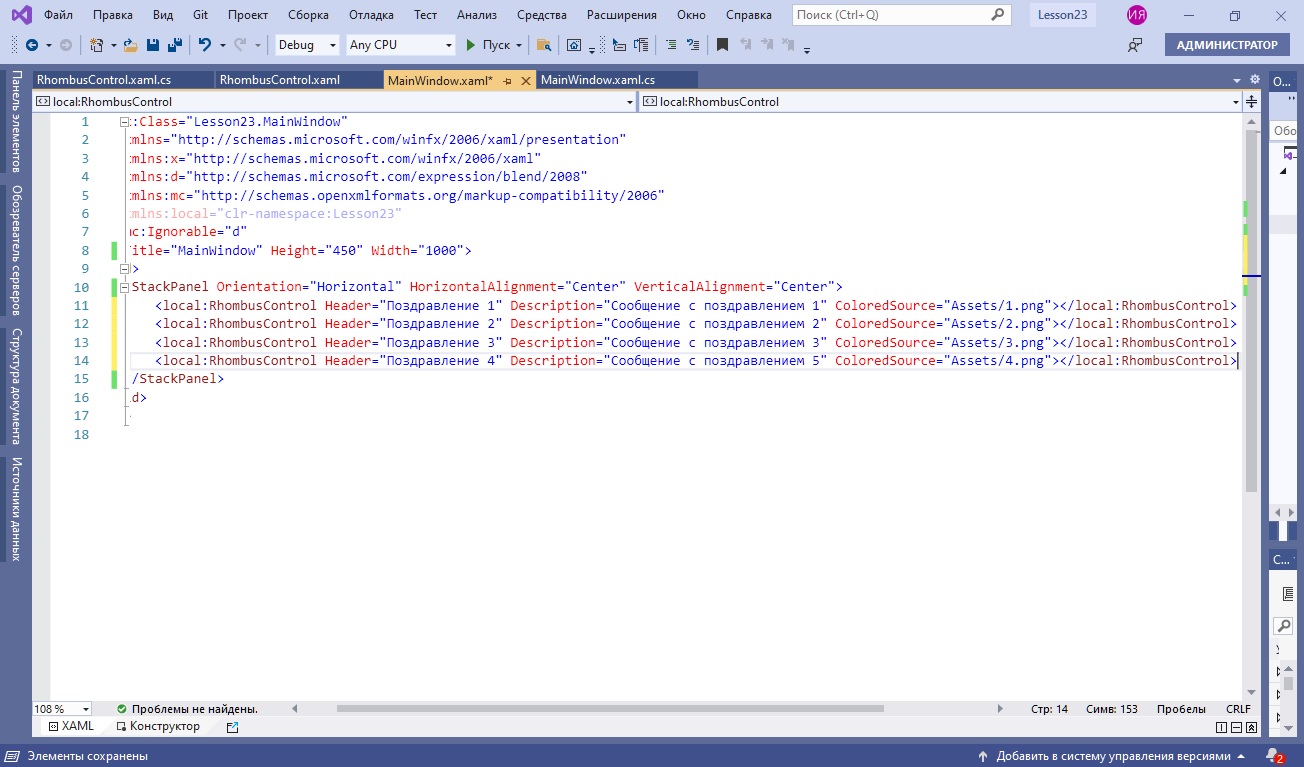 Файл Правка Вид Git Проект Сборка Отладка Тест Анализ Средства Расширения Окно Справка Поиск (Ctrl+Q) Lesson23 ИЯ
Debug Any CPU Пуск АДМИНИСТРАТОР
RhombusControl.xaml.cs RhombusControl.xaml MainWindow.xaml* MainWindow.xaml.cs О...
local:RhombusControl local:RhombusControl
Панель элементов
Обозреватель серверов
Структура документа
Источники данных
1 ::Class="Lesson23.MainWindow"
2 mlns="http://schemas.microsoft.com/winfx/2006/xaml/presentation"
3 mlns:x="http://schemas.microsoft.com/winfx/2006/xaml"
4 mlns:d="http://schemas.microsoft.com/expression/blend/2008"
5 mlns:mc="http://schemas.openxmlformats.org/markup-compatibility/2006"
6 mlns:local="clr-namespace:Lesson23"
7 c:Ignorable="d"
8 itle="MainWindow" Height="450" Width="1000">
9 >
10 StackPanel Orientation="Horizontal" HorizontalAlignment="Center" VerticalAlignment="Center">
11 <local:RhombusControl Header="Поздравление 1" Description="Сообщение с поздравлением 1" ColoredSource="Assets/1.png"></local:RhombusControl>
12 <local:RhombusControl Header="Поздравление 2" Description="Сообщение с поздравлением 2" ColoredSource="Assets/2.png"></local:RhombusControl>
13 <local:RhombusControl Header="Поздравление 3" Description="Сообщение с поздравлением 3" ColoredSource="Assets/3.png"></local:RhombusControl>
14 <local:RhombusControl Header="Поздравление 4" Description="Сообщение с поздравлением 5" ColoredSource="Assets/4.png"></local:RhombusControl>
15 /StackPanel>
16 d>
17
18
Обо
С...
108 % Проблемы не найдены. Стр: 14 Симв: 153 Пробелы CRLF
XAML Конструктор
Элементы сохранены Добавить в систему управления версиями 2